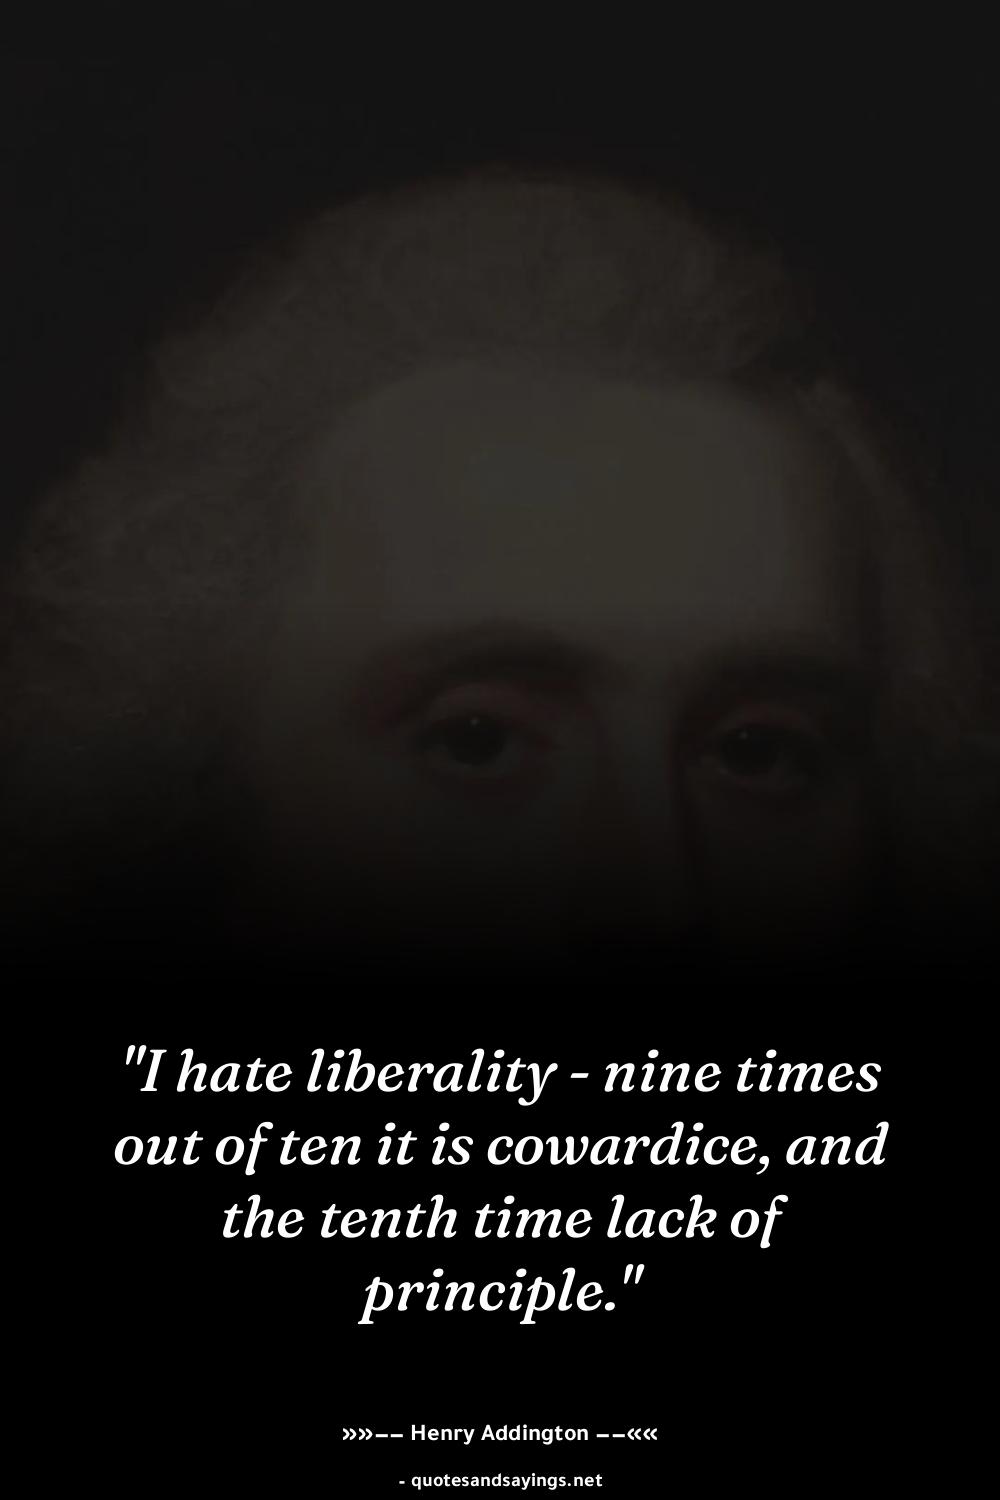 "I hate liberality - nine times
out of ten it is cowardice, and
the tenth time lack of
principle."
»»−− Henry Addington −−««
- quotesandsayings.net